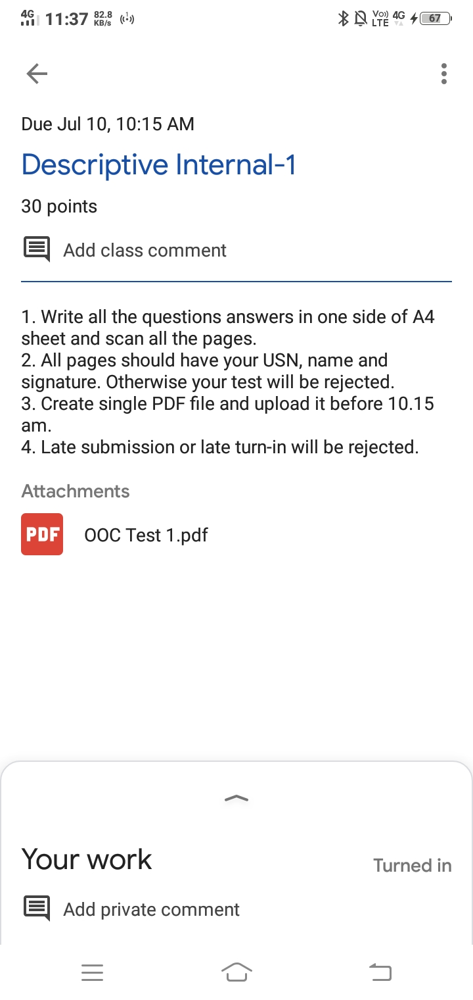 4G 11:37 82.8 KB/s Vo)) LTE 4G 67
Due Jul 10, 10:15 AM
Descriptive Internal-1
30 points
Add class comment
1. Write all the questions answers in one side of A4
sheet and scan all the pages.
2. All pages should have your USN, name and
signature. Otherwise your test will be rejected.
3. Create single PDF file and upload it before 10.15
am.
4. Late submission or late turn-in will be rejected.
Attachments
PDF OOC Test 1.pdf
Your work
Turned in
Add private comment